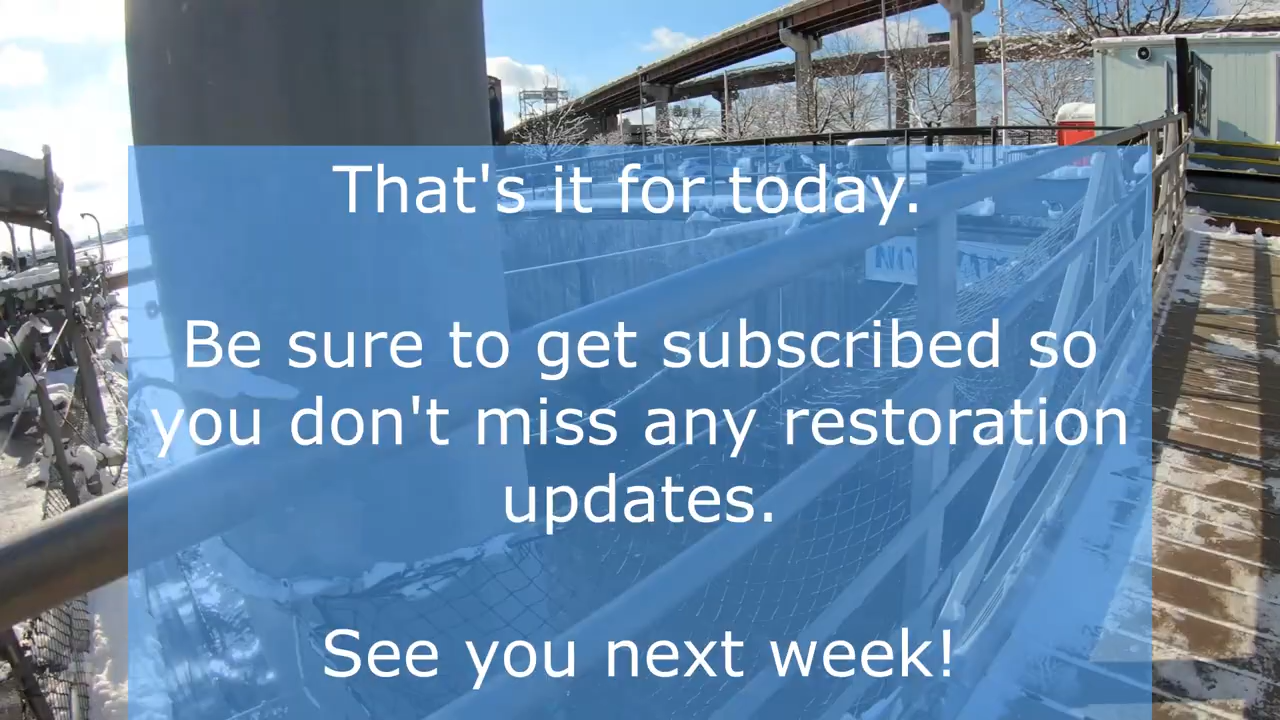 That's it for today.
Be sure to get subscribed so
you don't miss any restoration
updates.
See you next week!